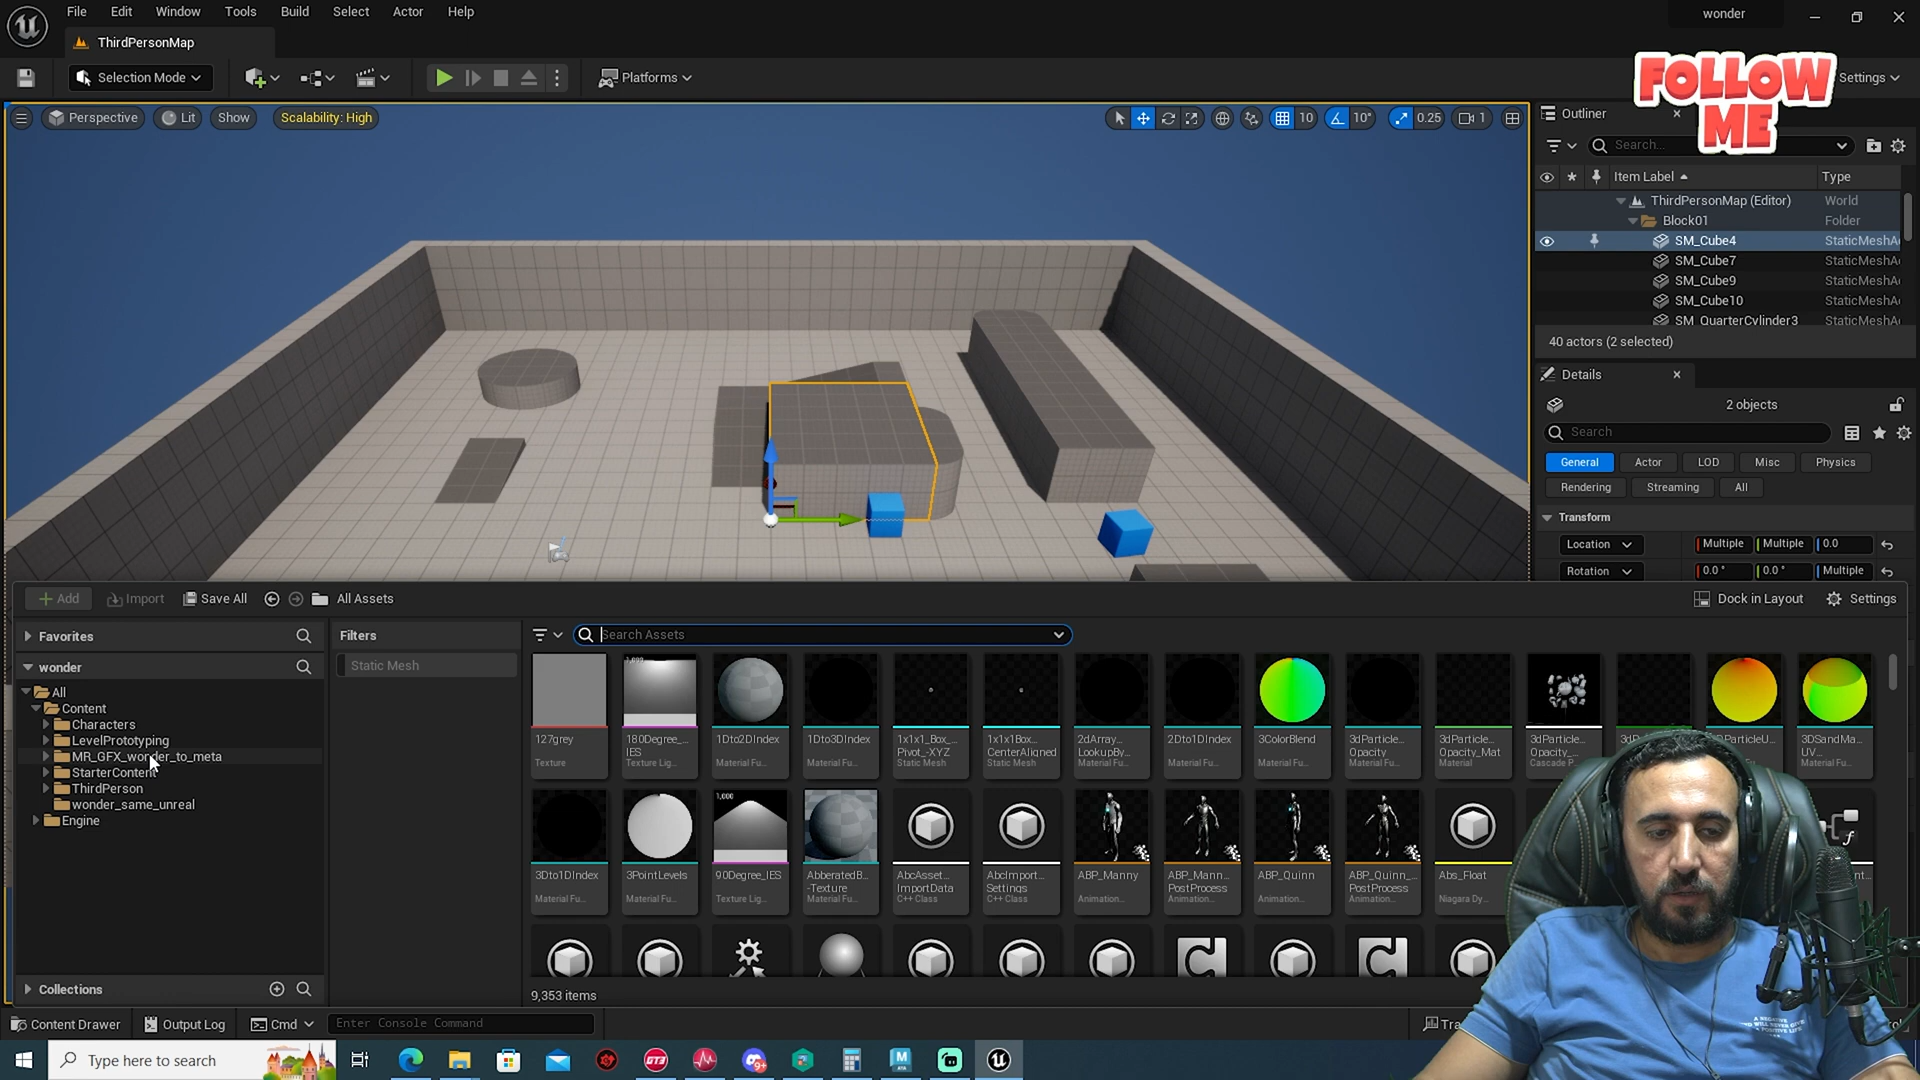 File Edit Window Tools Build Select Actor Help
wonder
ThirdPersonMap
Selection Mode
Platforms
Settings
FOLLOW
ME
Perspective Lit Show Scalability: High
10 10° 0.25 1
Outliner
Search...
Item Label Type
ThirdPersonMap (Editor) World
Block01 Folder
SM_Cube4 StaticMeshA
SM_Cube7 StaticMeshA
SM_Cube9 StaticMeshA
SM_Cube10 StaticMeshA
SM_QuarterCylinder3 StaticMeshA
40 actors (2 selected)
Details
2 objects
Search
General Actor LOD Misc Physics
Rendering Streaming All
Transform
Location Multiple Multiple 0.0
Rotation 0.0 ° 0.0 ° Multiple
Add Import Save All All Assets
Dock in Layout Settings
Favorites
Filters
Search Assets
wonder
Static Mesh
All
Content
Characters
LevelPrototyping
MR_GFX_wonder_to_meta
StarterContent
ThirdPerson
wonder_same_unreal
Engine
127grey
Texture
180Degree_...
IES
Texture Lig...
1Dto2DIndex
Material Fu...
1Dto3DIndex
Material Fu...
1x1x1_Box_...
Pivot_-XYZ
Static Mesh
1x1x1Box...
CenterAligned
Static Mesh
2dArray...
LookupBy...
Material Fu...
2Dto1DIndex
Material Fu...
3ColorBlend
Material Fu...
3dParticle...
Opacity
Material Fu...
3dParticle...
Opacity_Mat
Material
3dParticle...
Opacity_...
Cascade P...
3DSandMa...
UV...
Material Fu...
3Dto1DIndex
Material Fu...
3PointLevels
Material Fu...
90Degree_IES
Texture Lig...
AbberatedB...
-Texture
Material Fu...
AbcAsset...
ImportData
C++ Class
AbcImport...
Settings
C++ Class
ABP_Manny
Animation...
ABP_Mann...
PostProcess
Animation...
ABP_Quinn
Animation...
ABP_Quinn_...
PostProcess
Animation...
Abs_Float
Niagara Dy...
9,353 items
Collections
Content Drawer Output Log Cmd Enter Console Command
Type here to search